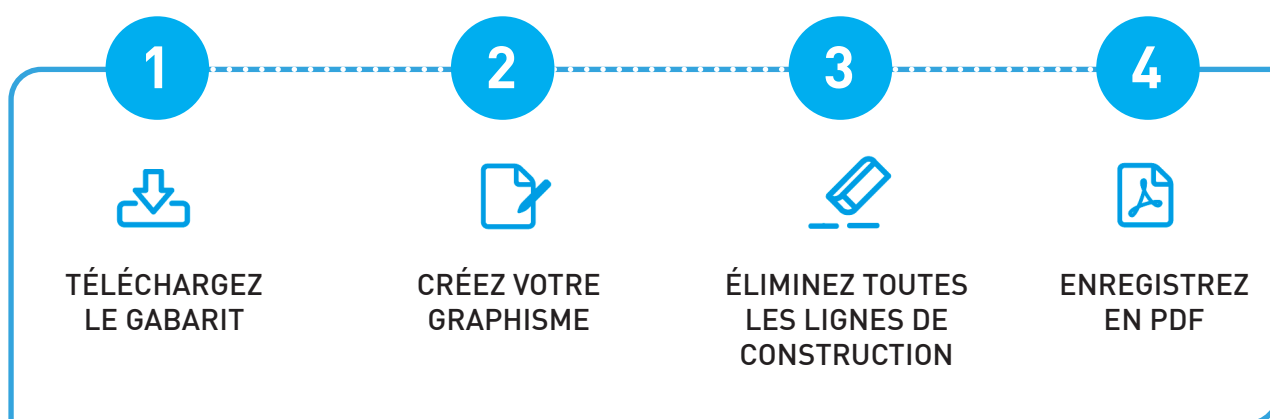 1
2
3
4
TÉLÉCHARGEZ
LE GABARIT
CRÉEZ VOTRE
GRAPHISME
ÉLIMINEZ TOUTES
LES LIGNES DE
CONSTRUCTION
ENREGISTREZ
EN PDF